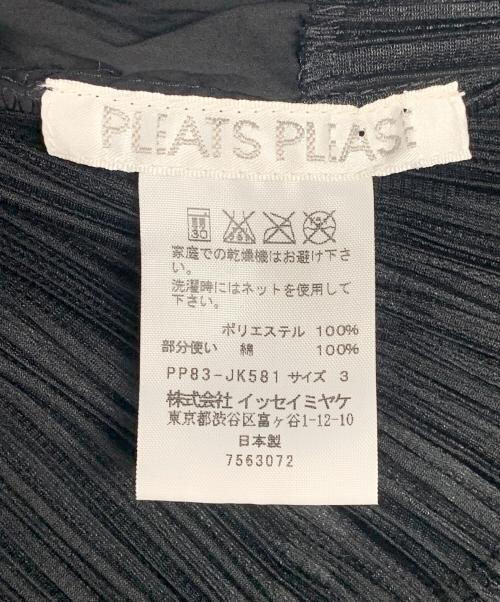 PLEATS PLEASE
30
家庭での乾燥機はお避け下さ
い。
洗濯時にはネットを使用して
下さい。
ポリエステル 100%
部分使い 綿 100%
PP83-JK581 サイズ 3
株式会社 イッセイミヤケ
東京都渋谷区富ヶ谷1-12-10
日本製
7563072